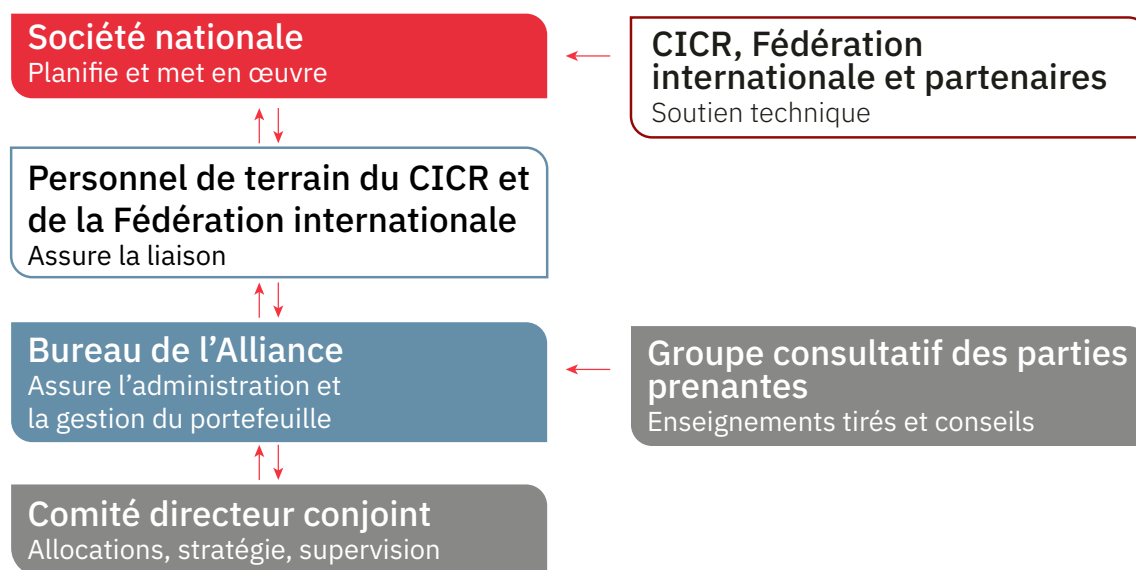 Société nationale
Planifie et met en œuvre
CICR, Fédération
internationale et partenaires
Soutien technique
Personnel de terrain du CICR et
de la Fédération internationale
Assure la liaison
Bureau de l’Alliance
Assure l’administration et
la gestion du portefeuille
Groupe consultatif des parties
prenantes
Enseignements tirés et conseils
Comité directeur conjoint
Allocations, stratégie, supervision